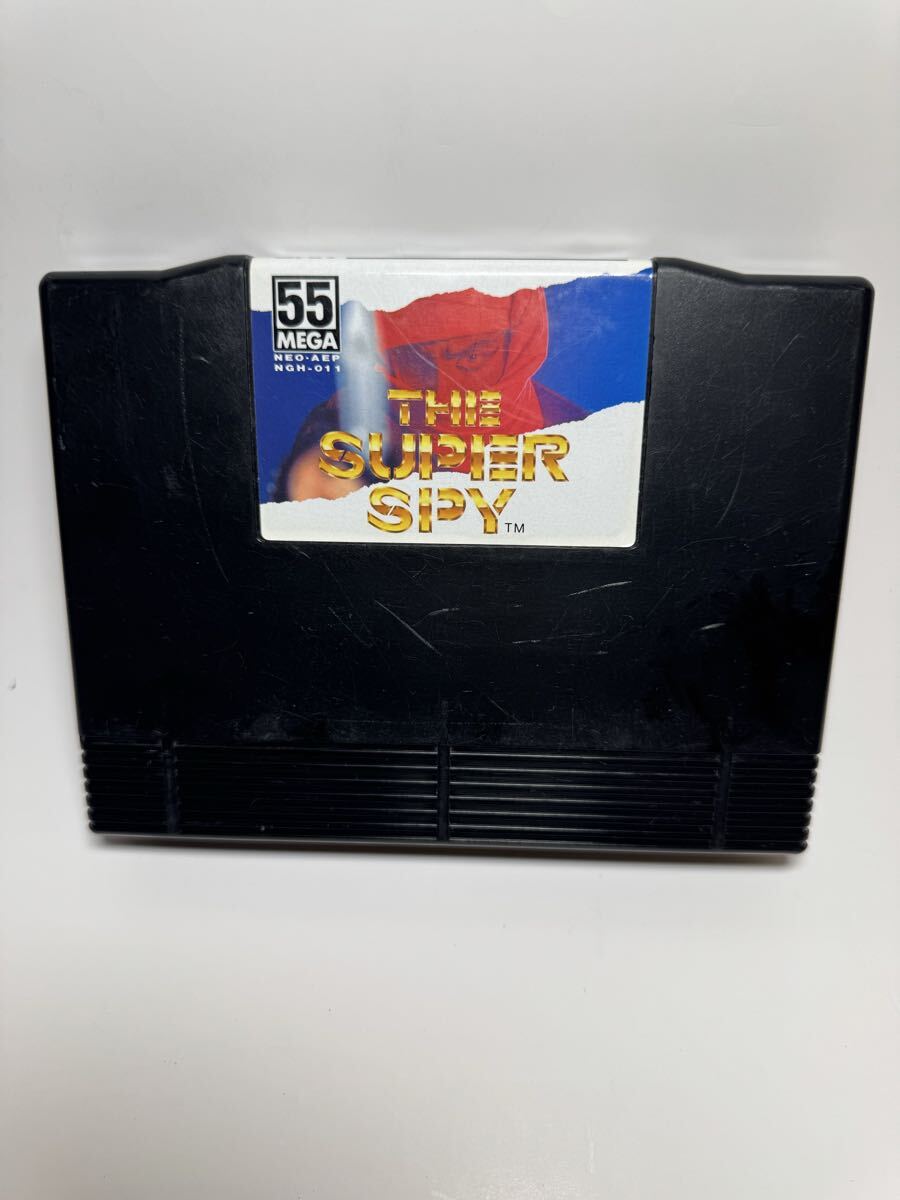 55
MEGA
NEO-AEP
NGH-011
THE
SUPER
SPY™